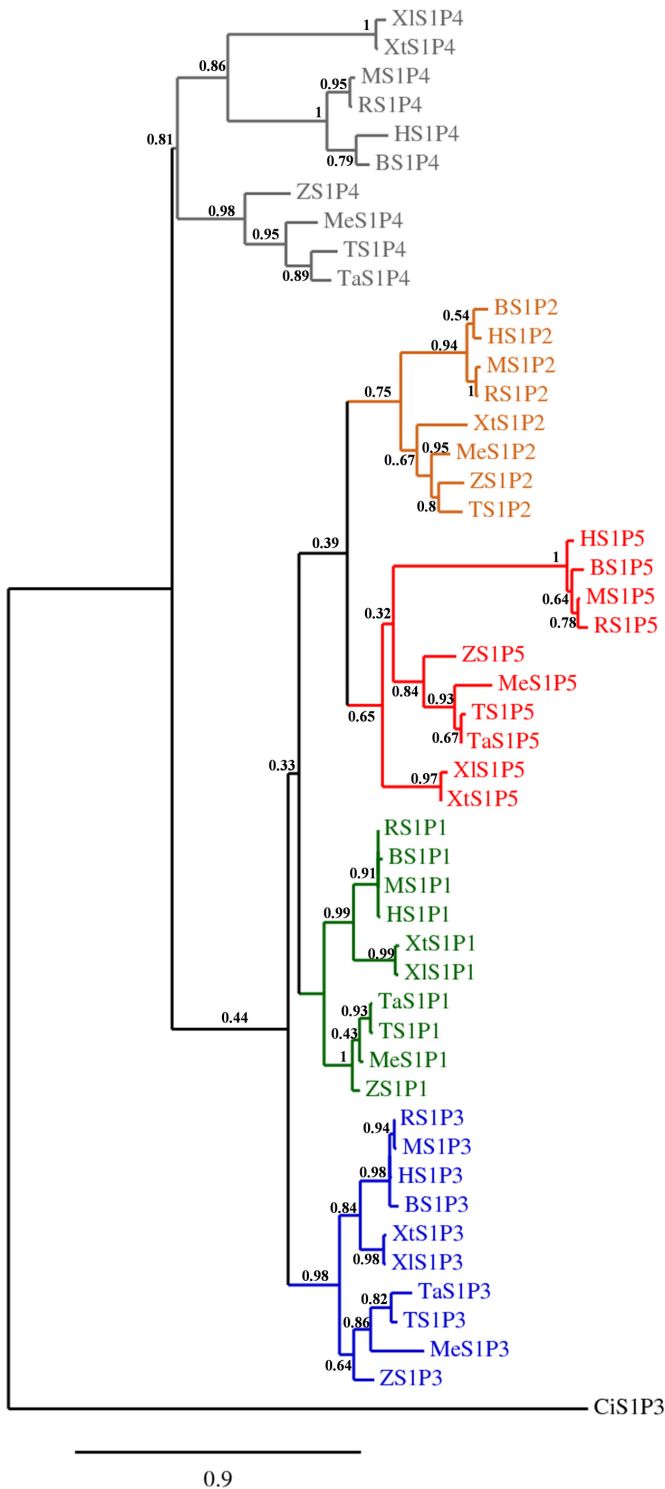 XlS1P4
1
XtS1P4
0.86
MS1P4
0.95
RS1P4
1
HS1P4
0.81
0.79
BS1P4
ZS1P4
0.98
MeS1P4
0.95
TS1P4
0.89
TaS1P4
BS1P2
0.54
HS1P2
0.94
MS1P2
1
RS1P2
0.75
XtS1P2
0.95
MeS1P2
0..67
ZS1P2
0.8
TS1P2
HS1P5
0.39
1
BS1P5
MS1P5
0.64
0.78
RS1P5
0.32
ZS1P5
0.84
MeS1P5
0.93
0.65
TS1P5
0.67
TaS1P5
0.33
XlS1P5
0.97
XtS1P5
RS1P1
BS1P1
0.91
MS1P1
HS1P1
0.99
XtS1P1
0.99
XlS1P1
TaS1P1
0.93
0.44
TS1P1
0.43
1
MeS1P1
ZS1P1
RS1P3
0.94
MS1P3
0.98
HS1P3
BS1P3
0.84
XtS1P3
0.98
XlS1P3
0.98
TaS1P3
0.82
TS1P3
0.86
MeS1P3
0.64
ZS1P3
CiS1P3
0.9